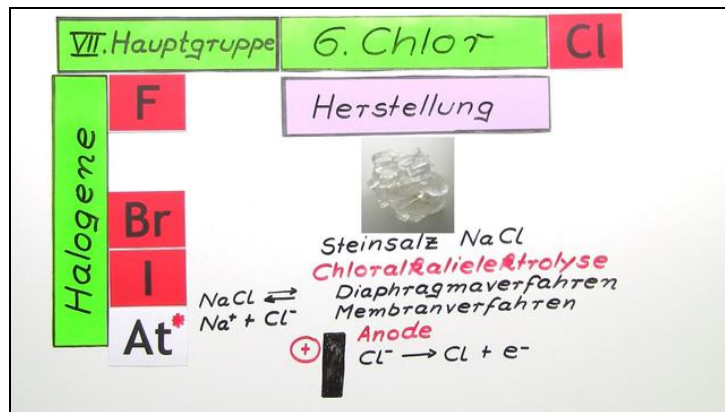 VII. Hauptgruppe
6. Chlor
Cl
Halogene
F
Br
I
At*
Herstellung
Steinsalz NaCl
Chloralkalielektrolyse
Diaphragmaverfahren
Membranverfahren
NaCl ⇌
Na⁺ + Cl⁻
Anode
+
Cl⁻ → Cl + e⁻